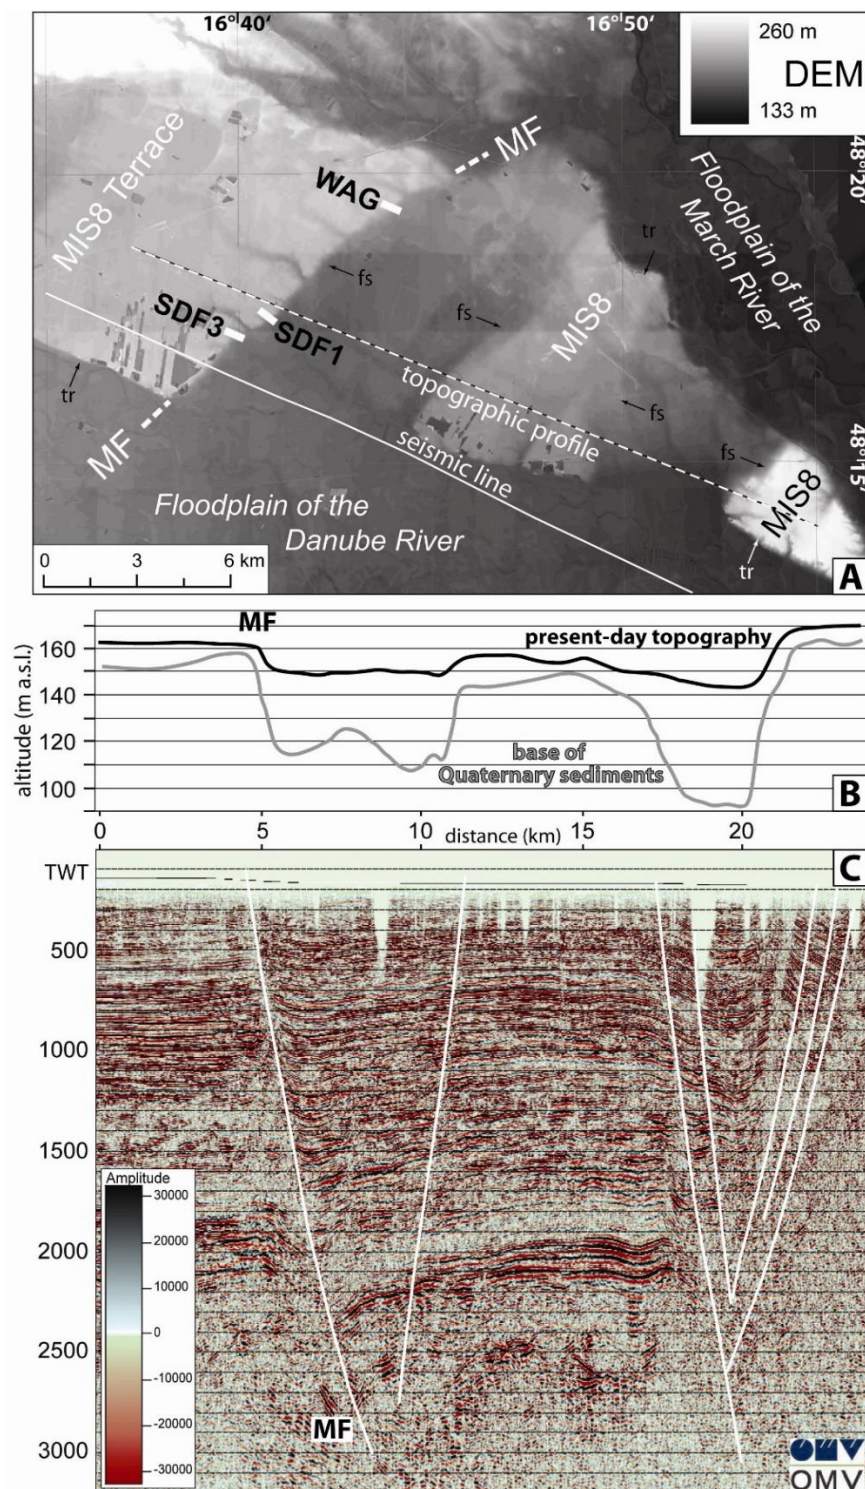 16°40‘
16°50‘
260 m
DEM
133 m
48°20
48°15
MF
WAG
MIS8 Terrace
Floodplain of the
March River
tr
fs
fs
SDF3
SDF1
MIS8
tr
topographic profile
fs
MF
seismic line
fs
MIS8
Floodplain of the
Danube River
tr
0 3 6 km
A
MF
present-day topography
altitude (m a.s.l.)
160
140
120
100
base of
Quaternary sediments
B
0 5 10 distance (km) 15 20
TWT
C
500
1000
1500
2000
2500
3000
Amplitude
30000
20000
10000
0
-10000
-20000
-30000
MF
OMV
OMV